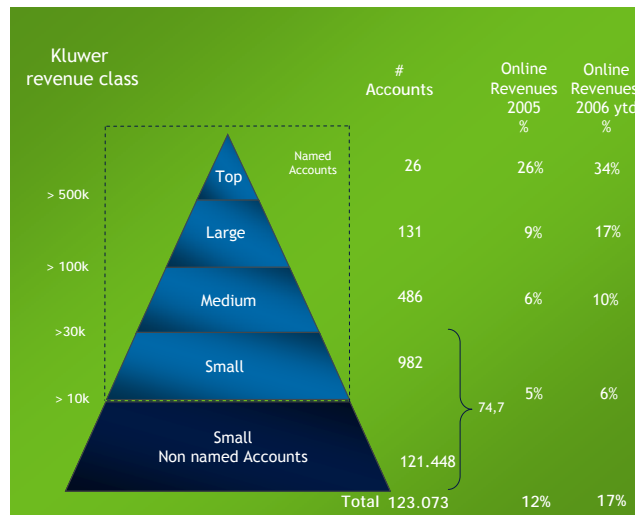 Kluwer
revenue class
#
Accounts
Online
Revenues
2005
%
Online
Revenues
2006 ytd
%
Named
Accounts
Top
26
26%
34%
> 500k
Large
131
9%
17%
> 100k
Medium
486
6%
10%
>30k
Small
982
> 10k
74,7
5%
6%
Small
Non named Accounts
121.448
Total 123.073
12%
17%